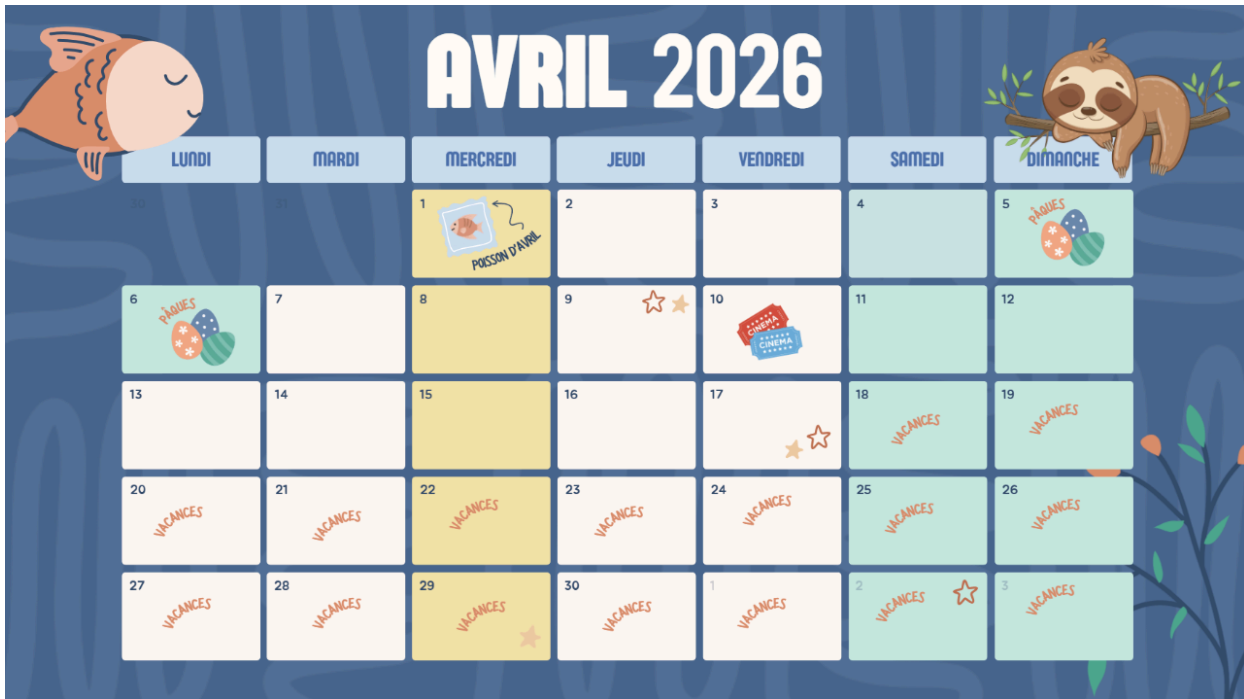 AVRIL 2026
LUNDI MARDI MERCREDI JEUDI VENDREDI SAMEDI DIMANCHE
30 31 1 2 3 4 5
POISSON D'AVRIL
PÂQUES
6 7 8 9 10 11 12
PÂQUES
CINEMA
CINEMA
13 14 15 16 17 18 19
VACANCES VACANCES
20 21 22 23 24 25 26
VACANCES VACANCES VACANCES VACANCES VACANCES VACANCES VACANCES
27 28 29 30 1 2 3
VACANCES VACANCES VACANCES VACANCES VACANCES VACANCES VACANCES